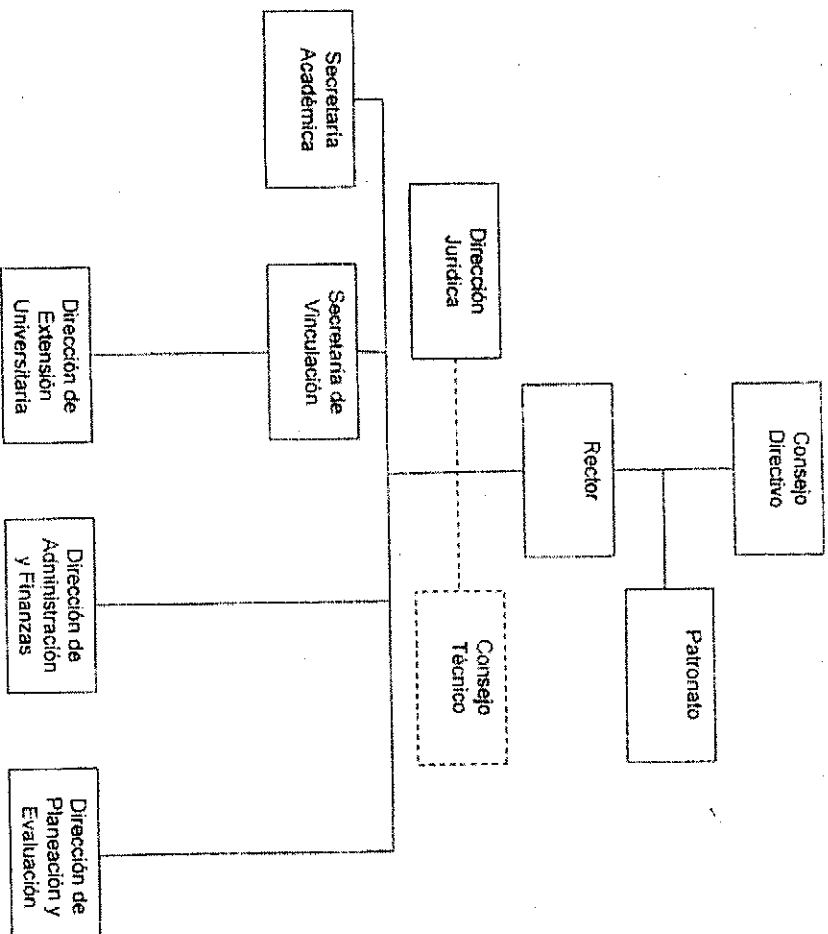 Consejo
Directivo
Patronato
Rector
Dirección
Jurídica
Consejo
Técnico
Secretaría
Académica
Secretaría de
Vinculación
Dirección de
Extensión
Universitaria
Dirección de
Administración
y Finanzas
Dirección de
Planeación y
Evaluación